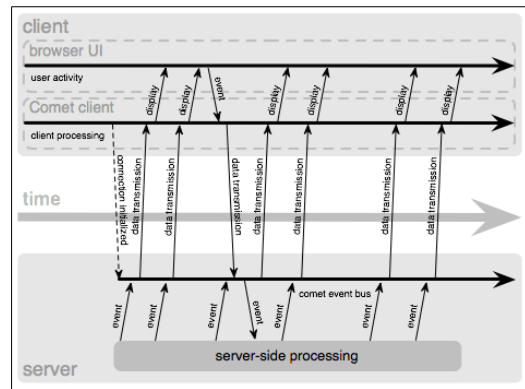 client
browser UI
user activity
display
display
event
display
display
display
display
Comet client
client processing
connection initialized
data transmission
data transmission
data transmission
data transmission
data transmission
data transmission
data transmission
time
comet event bus
event
event
event
event
event
event
event
server-side processing
server